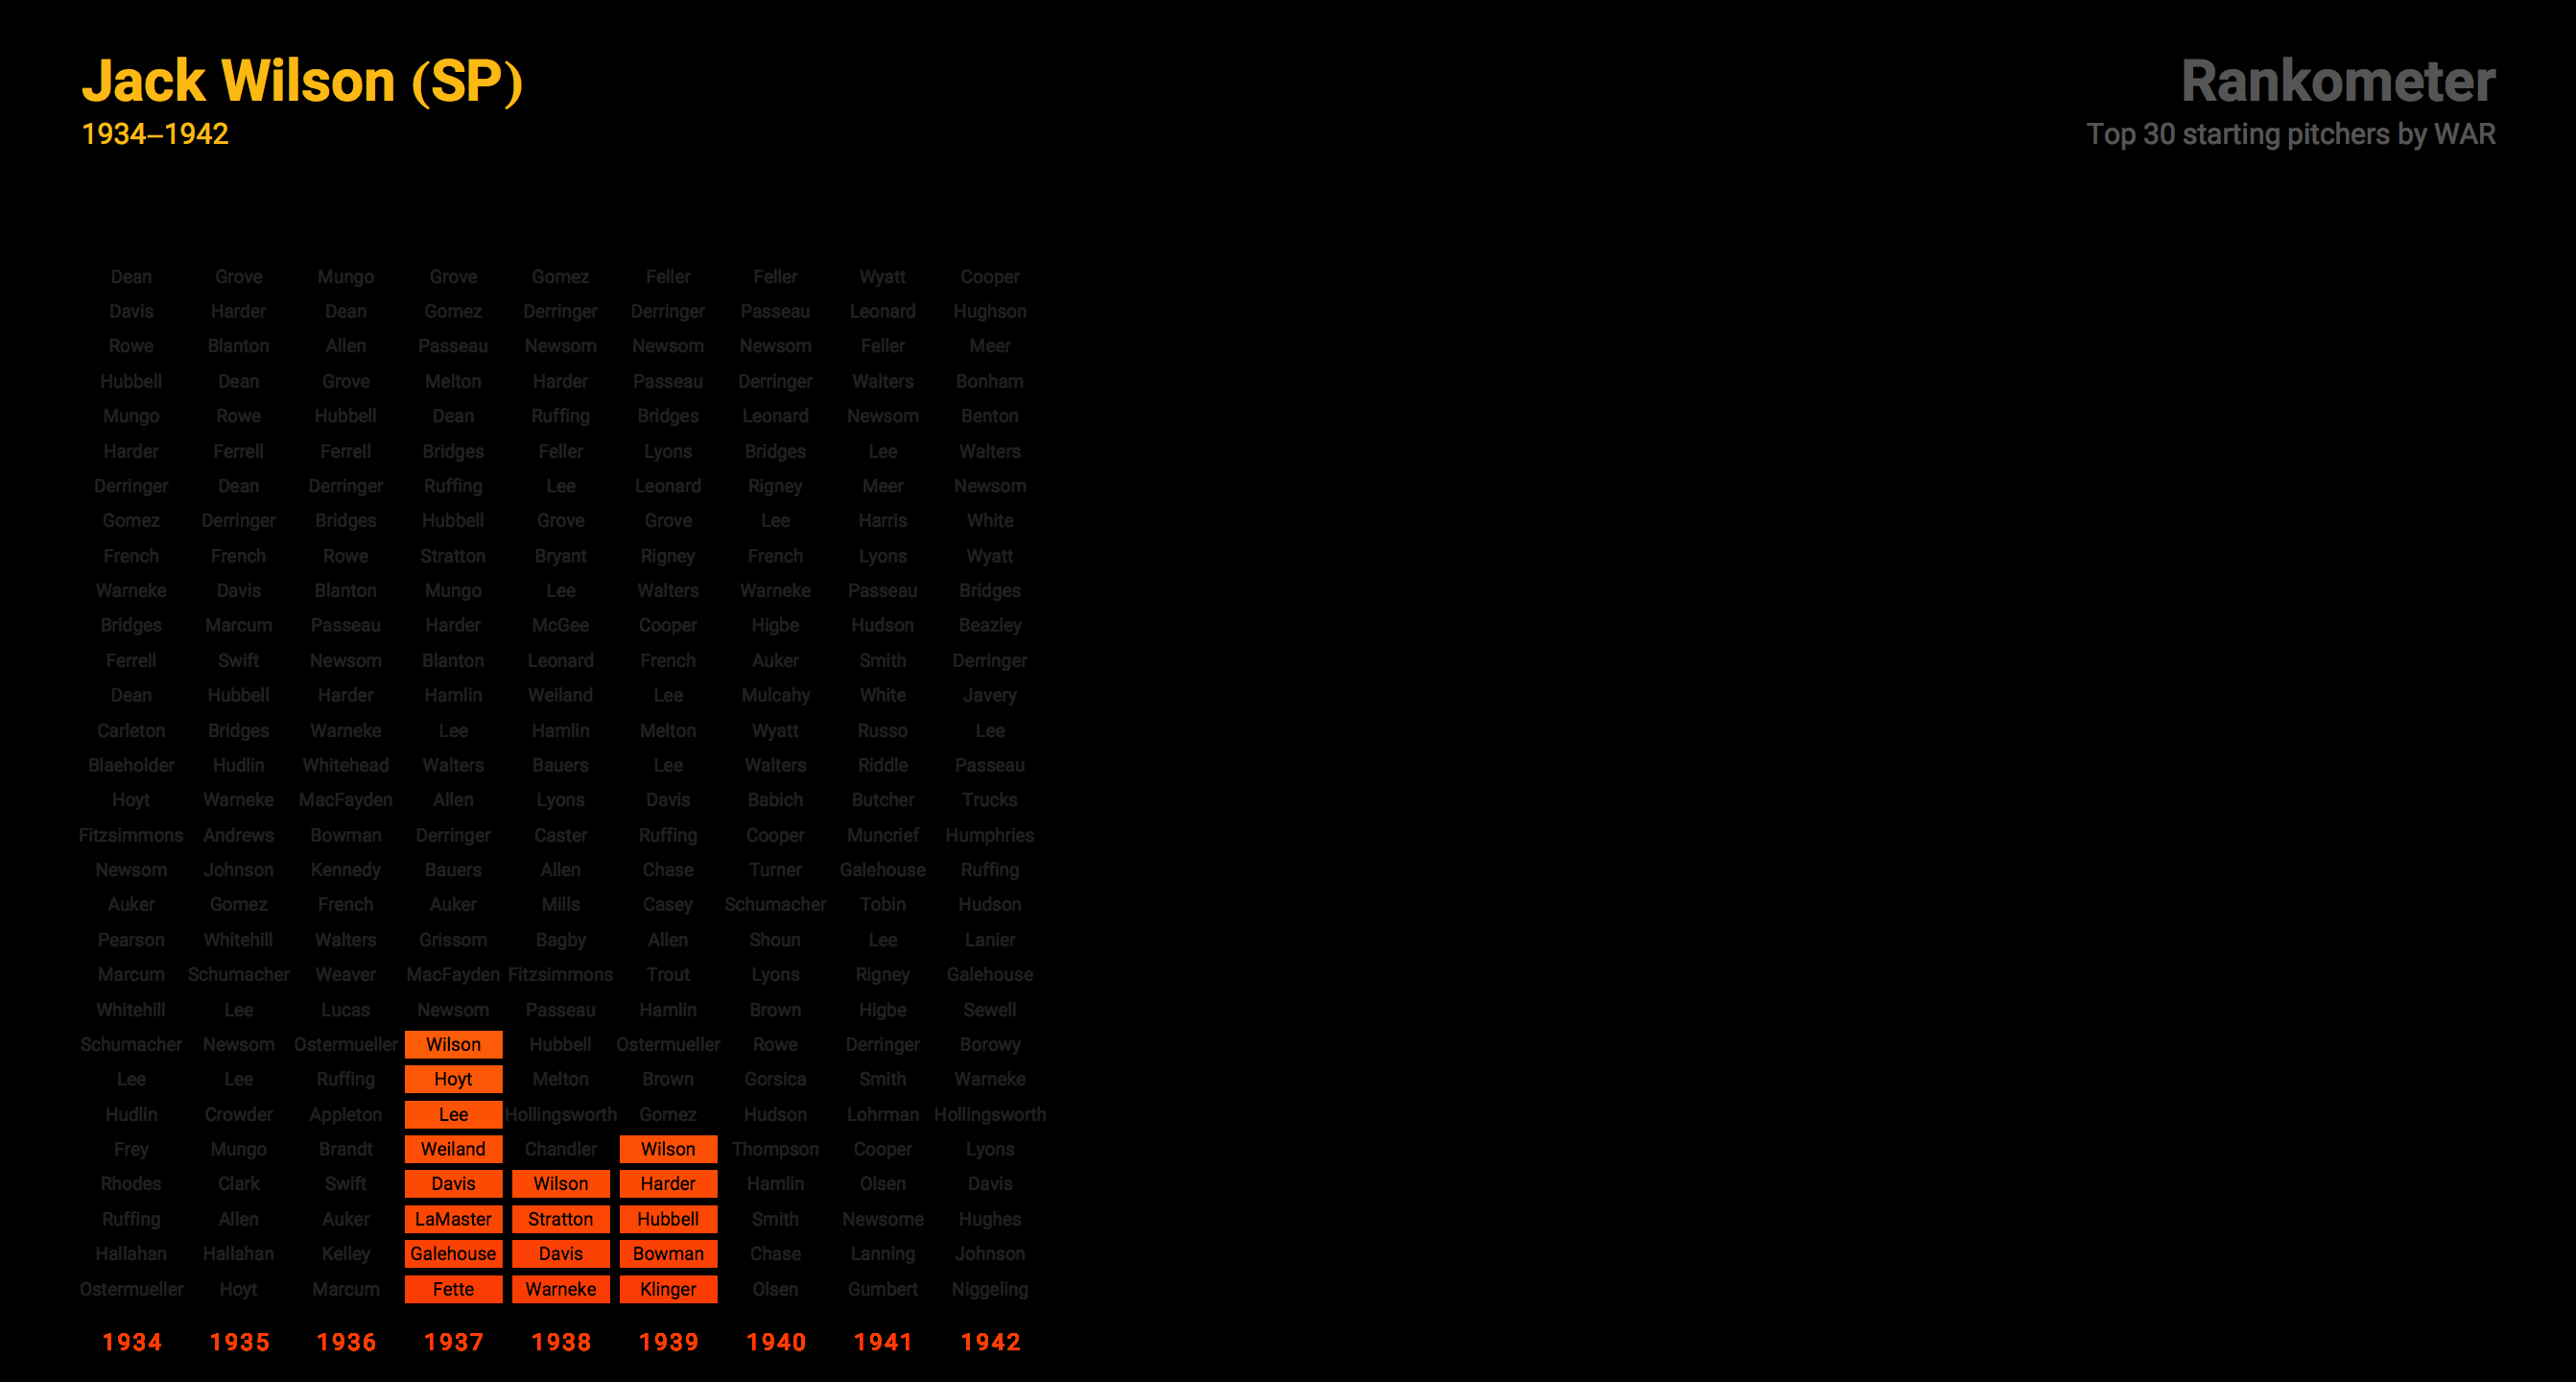 Jack Wilson (SP)
1934–1942
Rankometer
Top 30 starting pitchers by WAR
Dean Grove Mungo Grove Gomez Feller Feller Wyatt Cooper
Davis Harder Dean Gomez Derringer Derringer Passeau Leonard Hughson
Rowe Blanton Allen Passeau Newsom Newsom Newsom Feller Meer
Hubbell Dean Grove Melton Harder Passeau Derringer Walters Bonham
Mungo Rowe Hubbell Dean Ruffing Bridges Leonard Newsom Benton
Harder Ferrell Ferrell Bridges Feller Lyons Bridges Lee Walters
Derringer Dean Derringer Ruffing Lee Leonard Rigney Meer Newsom
Gomez Derringer Bridges Hubbell Grove Grove Lee Harris White
French French Rowe Stratton Bryant Rigney French Lyons Wyatt
Warneke Davis Blanton Mungo Lee Walters Warneke Passeau Bridges
Bridges Marcum Passeau Harder McGee Cooper Higbe Hudson Beazley
Ferrell Swift Newsom Blanton Leonard French Auker Smith Derringer
Dean Hubbell Harder Hamlin Weiland Lee Mulcahy White Javery
Carleton Bridges Warneke Lee Hamlin Melton Wyatt Russo Lee
Blaeholder Hudlin Whitehead Walters Bauers Lee Walters Riddle Passeau
Hoyt Warneke MacFayden Allen Lyons Davis Babich Butcher Trucks
Fitzsimmons Andrews Bowman Derringer Caster Ruffing Cooper Muncrief Humphries
Newsom Johnson Kennedy Bauers Allen Chase Turner Galehouse Ruffing
Auker Gomez French Auker Mills Casey Schumacher Tobin Hudson
Pearson Whitehill Walters Grissom Bagby Allen Shoun Lee Lanier
Marcum Schumacher Weaver MacFayden Fitzsimmons Trout Lyons Rigney Galehouse
Whitehill Lee Lucas Newsom Passeau Hamlin Brown Higbe Sewell
Schumacher Newsom Ostermueller Wilson Hubbell Ostermueller Rowe Derringer Borowy
Lee Lee Ruffing Hoyt Melton Brown Gorsica Smith Warneke
Hudlin Crowder Appleton Lee Hollingsworth Gomez Hudson Lohrman Hollingsworth
Frey Mungo Brandt Weiland Chandler Wilson Thompson Cooper Lyons
Rhodes Clark Swift Davis Wilson Harder Hamlin Olsen Davis
Ruffing Allen Auker LaMaster Stratton Hubbell Smith Newsome Hughes
Hallahan Hallahan Kelley Galehouse Davis Bowman Chase Lanning Johnson
Ostermueller Hoyt Marcum Fette Warneke Klinger Olsen Gumbert Niggeling
1934 1935 1936 1937 1938 1939 1940 1941 1942